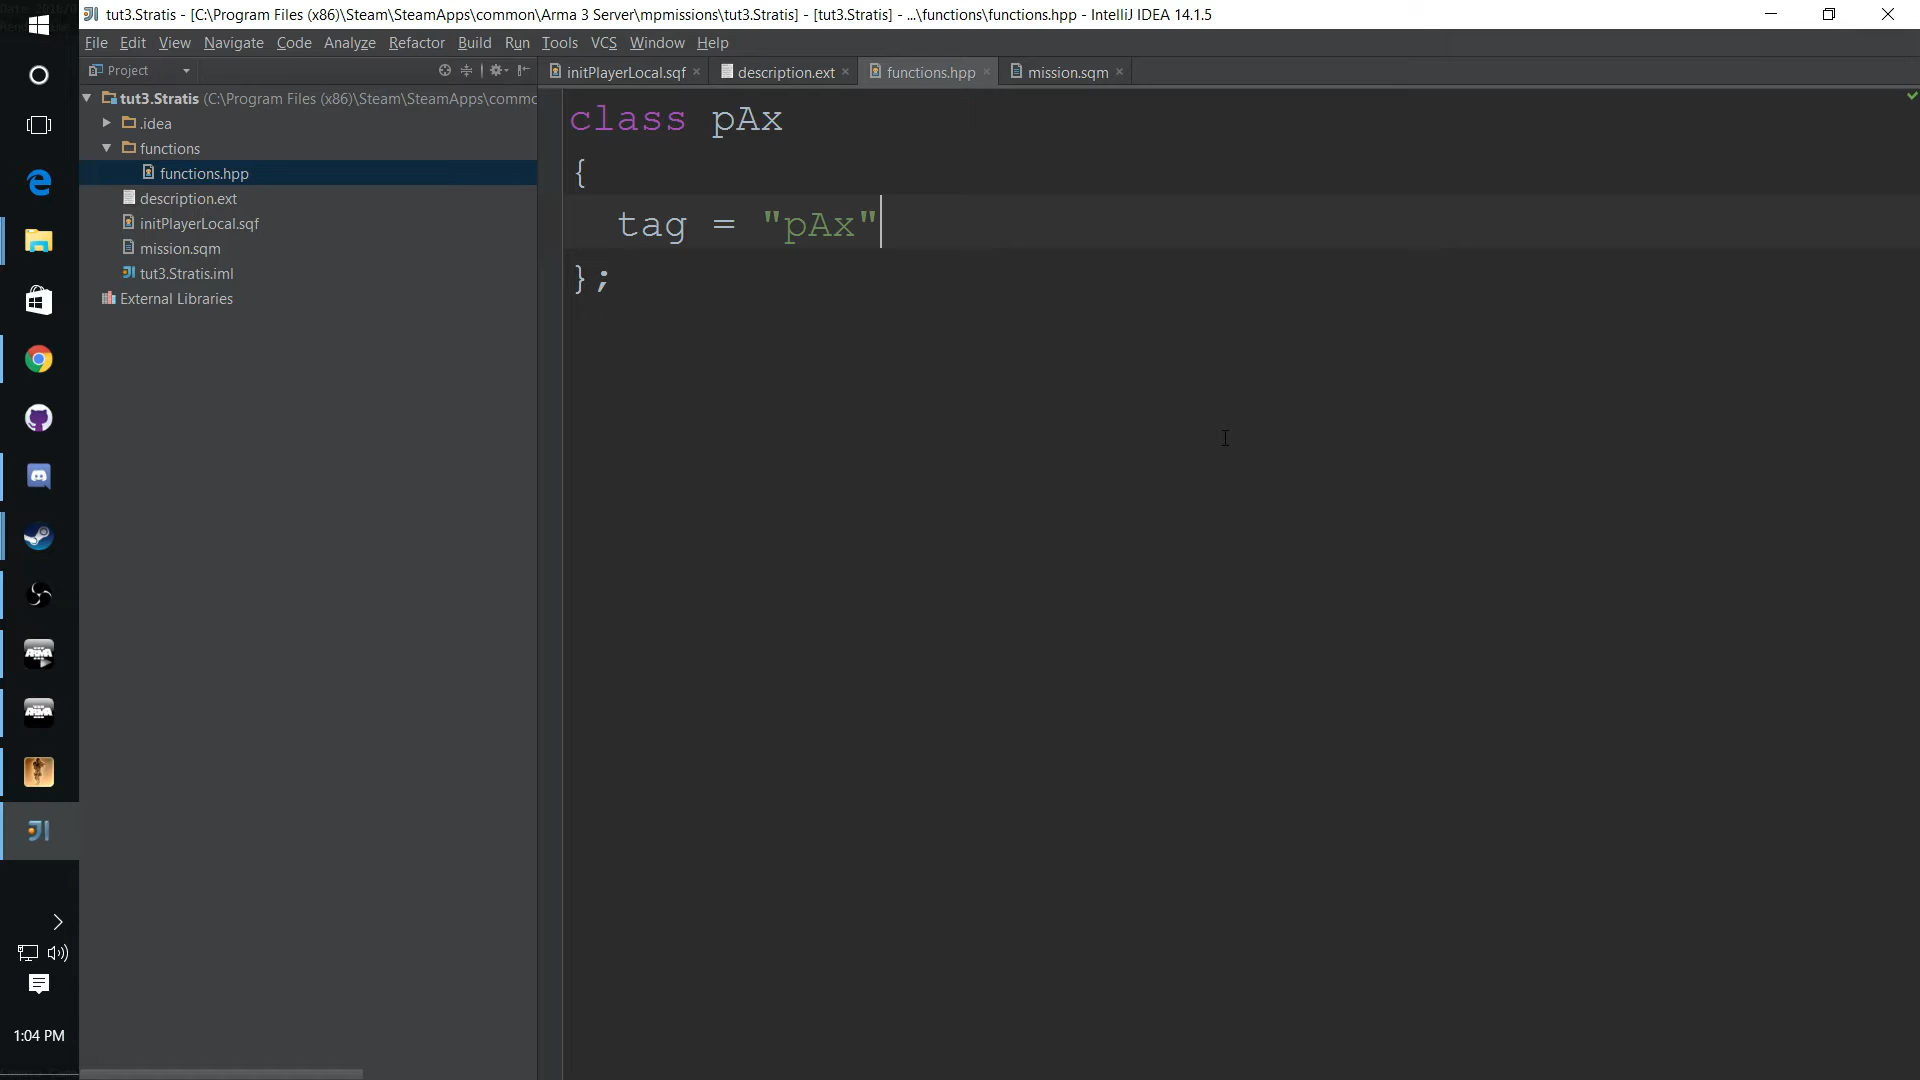 tut3.Stratis - [C:\Program Files (x86)\Steam\SteamApps\common\Arma 3 Server\mpmissions\tut3.Stratis] - [tut3.Stratis] - ...\functions\functions.hpp - IntelliJ IDEA 14.1.5
File Edit View Navigate Code Analyze Refactor Build Run Tools VCS Window Help
Project
initPlayerLocal.sqf description.ext functions.hpp mission.sqm
tut3.Stratis (C:\Program Files (x86)\Steam\SteamApps\commo
.idea
functions
functions.hpp
description.ext
initPlayerLocal.sqf
mission.sqm
tut3.Stratis.iml
External Libraries
class pAx
{
tag = "pAx"
};
ARMA
ARMA
1:04 PM